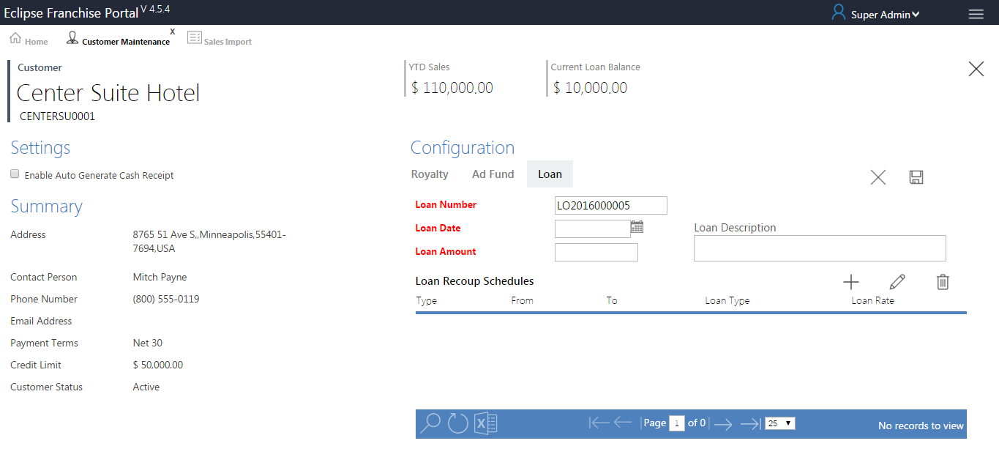 Eclipse Franchise Portal V 4.5.4
Super Admin
Home
Customer Maintenance
X
Sales Import
Customer
Center Suite Hotel
CENTERSU0001
YTD Sales
$ 110,000.00
Current Loan Balance
$ 10,000.00
Settings
Enable Auto Generate Cash Receipt
Summary
Address
8765 51 Ave S,,Minneapolis,55401-
7694,USA
Contact Person
Mitch Payne
Phone Number
(800) 555-0119
Email Address
Payment Terms
Net 30
Credit Limit
$ 50,000.00
Customer Status
Active
Configuration
Royalty
Ad Fund
Loan
Loan Number
LO2016000005
Loan Date
Loan Amount
Loan Description
Loan Recoup Schedules
Type
From
To
Loan Type
Loan Rate
X
Page 1 of 0
25
No records to view